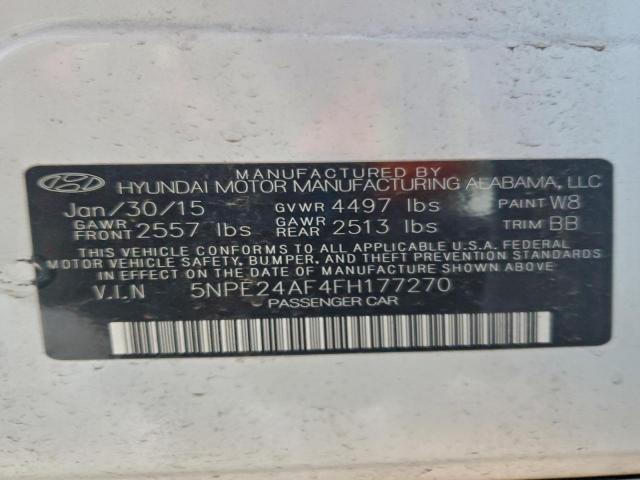 MANUFACTURED BY
HYUNDAI MOTOR MANUFACTURING ALABAMA, LLC
Jan/30/15 GVWR 4497 lbs PAINT W8
GAWR FRONT 2557 lbs GAWR REAR 2513 lbs TRIM BB
THIS VEHICLE CONFORMS TO ALL APPLICABLE U.S.A. FEDERAL
MOTOR VEHICLE SAFETY, BUMPER, AND THEFT PREVENTION STANDARDS
IN EFFECT ON THE DATE OF MANUFACTURE SHOWN ABOVE.
V.I.N 5NPE24AF4FH177270
PASSENGER CAR